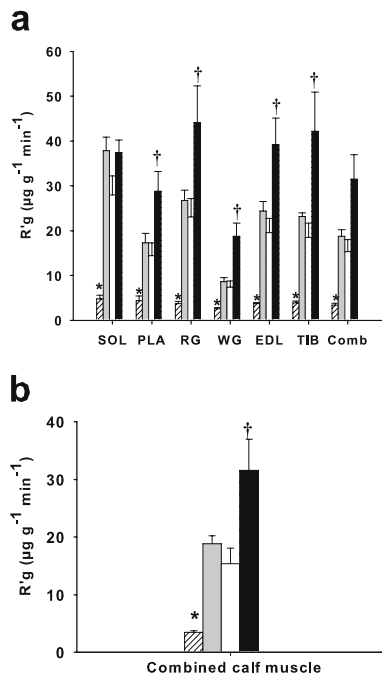 a
R'g (µg g⁻¹ min⁻¹)
60
50
40
30
20
10
0
* * * * * * *
† † † † †
SOL PLA RG WG EDL TIB Comb
b
R'g (µg g⁻¹ min⁻¹)
40
30
20
10
0
*
†
Combined calf muscle